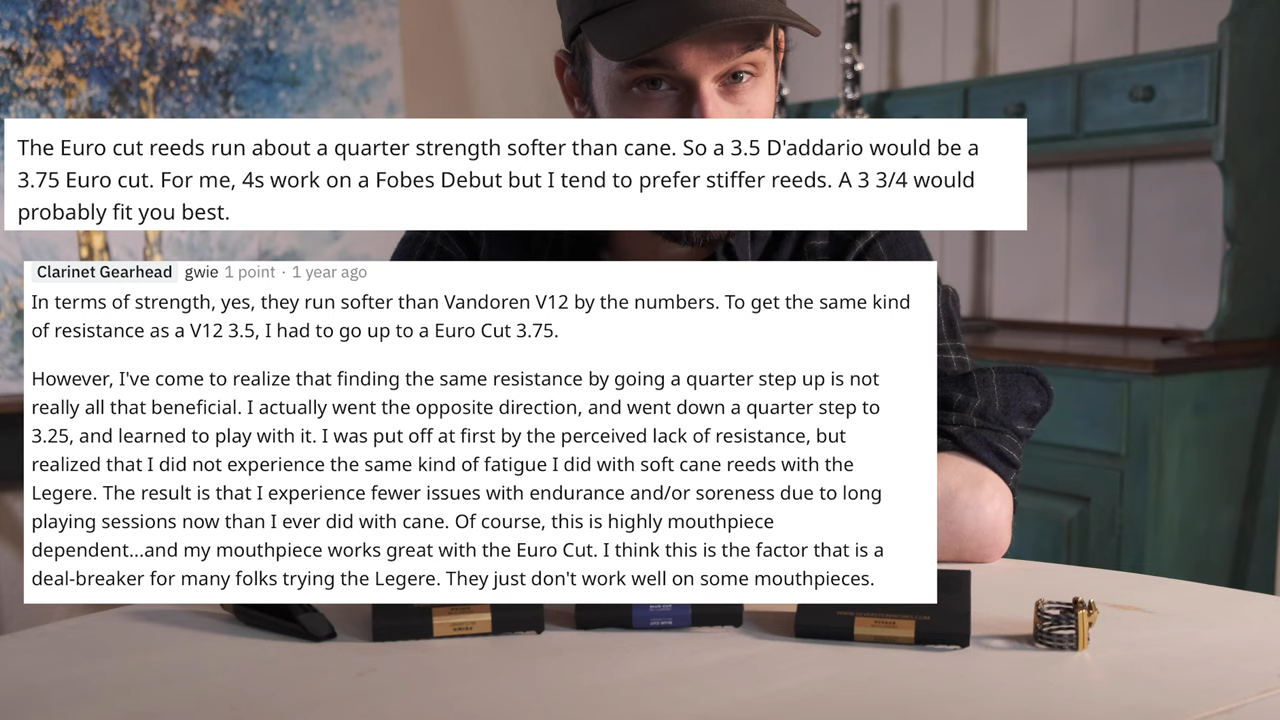 The Euro cut reeds run about a quarter strength softer than cane. So a 3.5 D'addario would be a
3.75 Euro cut. For me, 4s work on a Fobes Debut but I tend to prefer stiffer reeds. A 3 3/4 would
probably fit you best.
Clarinet Gearhead gwie 1 point · 1 year ago
In terms of strength, yes, they run softer than Vandoren V12 by the numbers. To get the same kind
of resistance as a V12 3.5, I had to go up to a Euro Cut 3.75.
However, I've come to realize that finding the same resistance by going a quarter step up is not
really all that beneficial. I actually went the opposite direction, and went down a quarter step to
3.25, and learned to play with it. I was put off at first by the perceived lack of resistance, but
realized that I did not experience the same kind of fatigue I did with soft cane reeds with the
Legere. The result is that I experience fewer issues with endurance and/or soreness due to long
playing sessions now than I ever did with cane. Of course, this is highly mouthpiece
dependent...and my mouthpiece works great with the Euro Cut. I think this is the factor that is a
deal-breaker for many folks trying the Legere. They just don't work well on some mouthpieces.